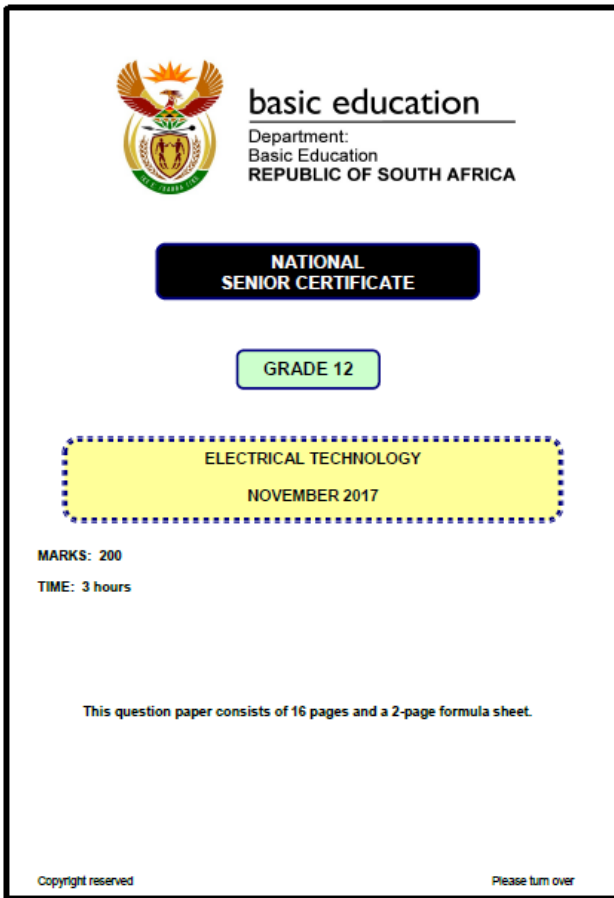 basic education
Department:
Basic Education
REPUBLIC OF SOUTH AFRICA
NATIONAL
SENIOR CERTIFICATE
GRADE 12
ELECTRICAL TECHNOLOGY
NOVEMBER 2017
MARKS: 200
TIME: 3 hours
This question paper consists of 16 pages and a 2-page formula sheet.
Copyright reserved
Please turn over